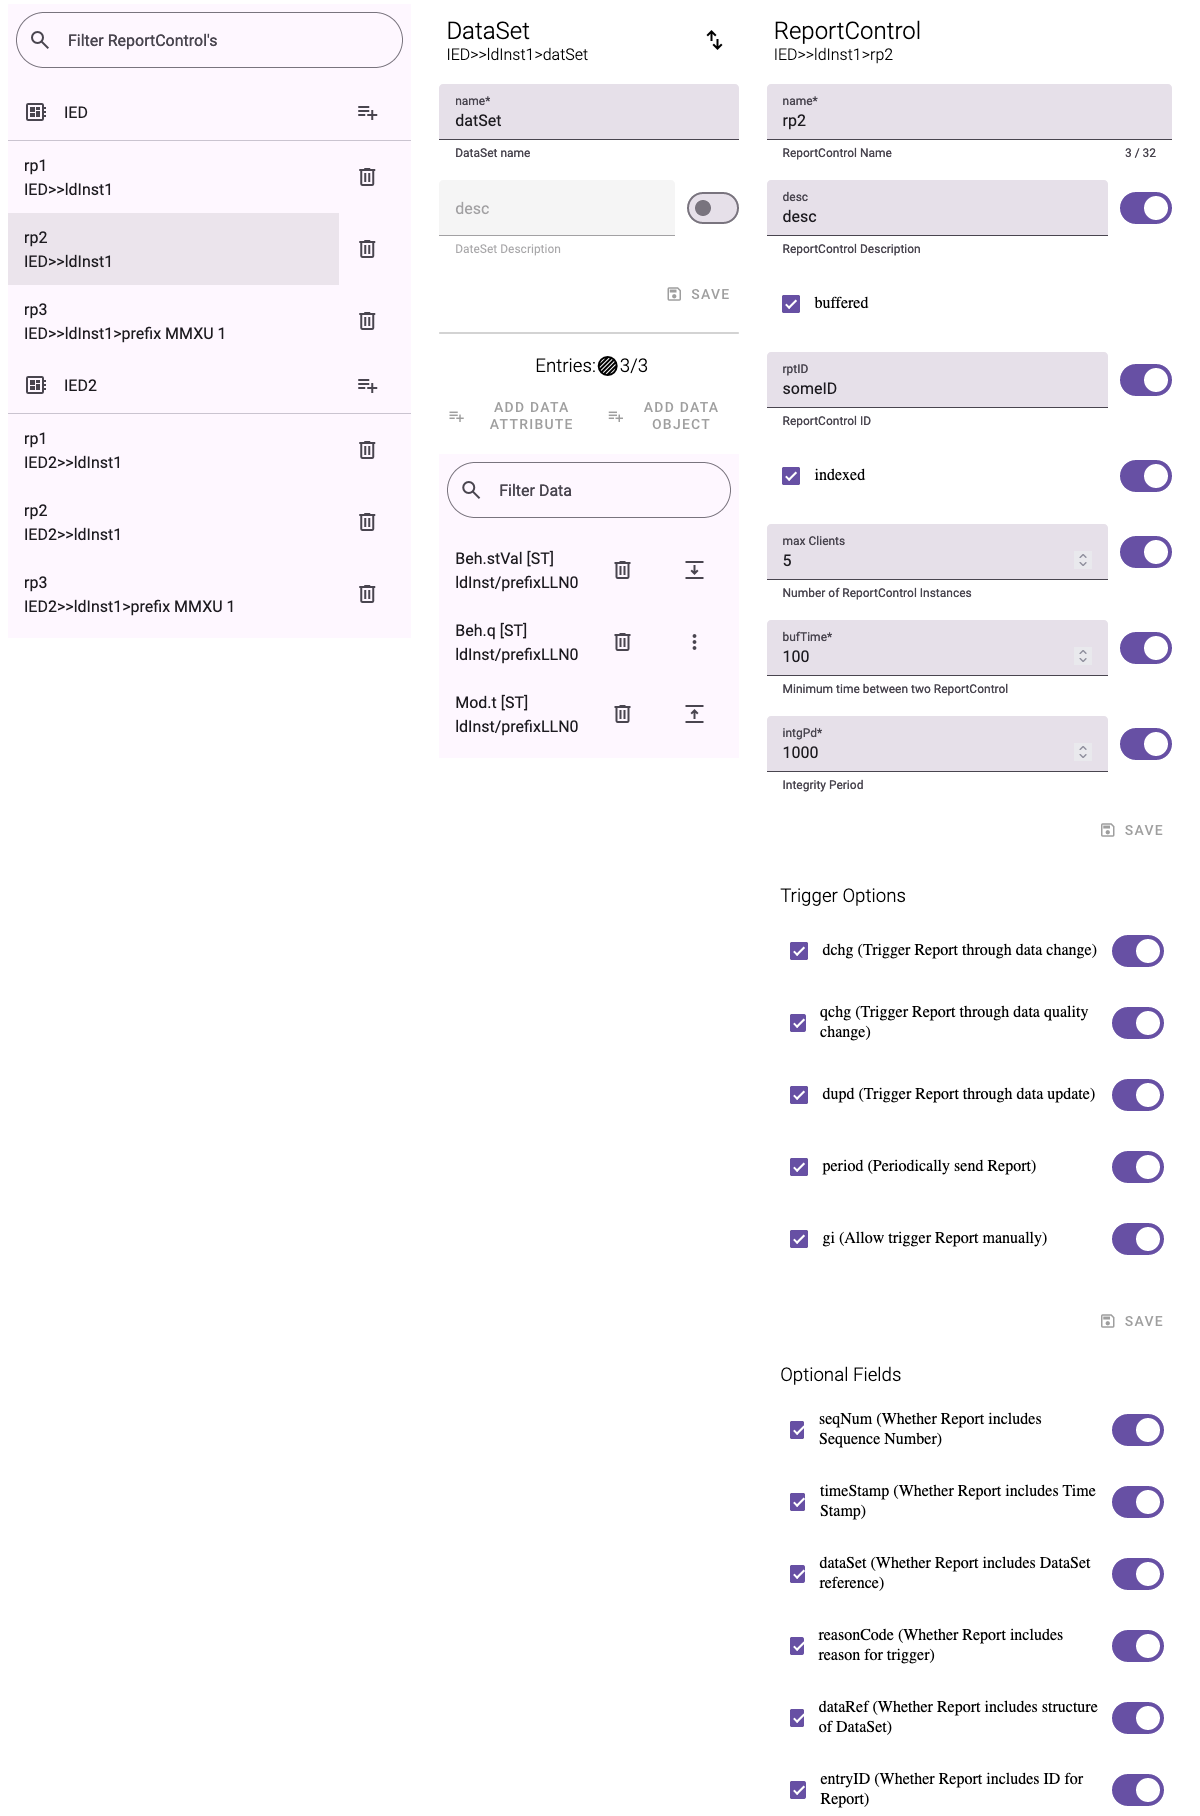 Filter ReportControl's
IED
rp1
IED>>ldInst1
rp2
IED>>ldInst1
rp3
IED>>ldInst1>prefix MMXU 1
IED2
rp1
IED2>>ldInst1
rp2
IED2>>ldInst1
rp3
IED2>>ldInst1>prefix MMXU 1
DataSet
IED>>ldInst1>datSet
name*
datSet
DataSet name
desc
DateSet Description
SAVE
Entries: 3/3
ADD DATA
ATTRIBUTE
ADD DATA
OBJECT
Filter Data
Beh.stVal [ST]
ldInst/prefixLLN0
Beh.q [ST]
ldInst/prefixLLN0
Mod.t [ST]
ldInst/prefixLLN0
ReportControl
IED>>ldInst1>rp2
name*
rp2
ReportControl Name 3 / 32
desc
desc
ReportControl Description
buffered
rptID
someID
ReportControl ID
indexed
max Clients
5
Number of ReportControl Instances
bufTime*
100
Minimum time between two ReportControl
intgPd*
1000
Integrity Period
SAVE
Trigger Options
dchg (Trigger Report through data change)
qchg (Trigger Report through data quality
change)
dupd (Trigger Report through data update)
period (Periodically send Report)
gi (Allow trigger Report manually)
SAVE
Optional Fields
seqNum (Whether Report includes
Sequence Number)
timeStamp (Whether Report includes Time
Stamp)
dataSet (Whether Report includes DataSet
reference)
reasonCode (Whether Report includes
reason for trigger)
dataRef (Whether Report includes structure
of DataSet)
entryID (Whether Report includes ID for
Report)